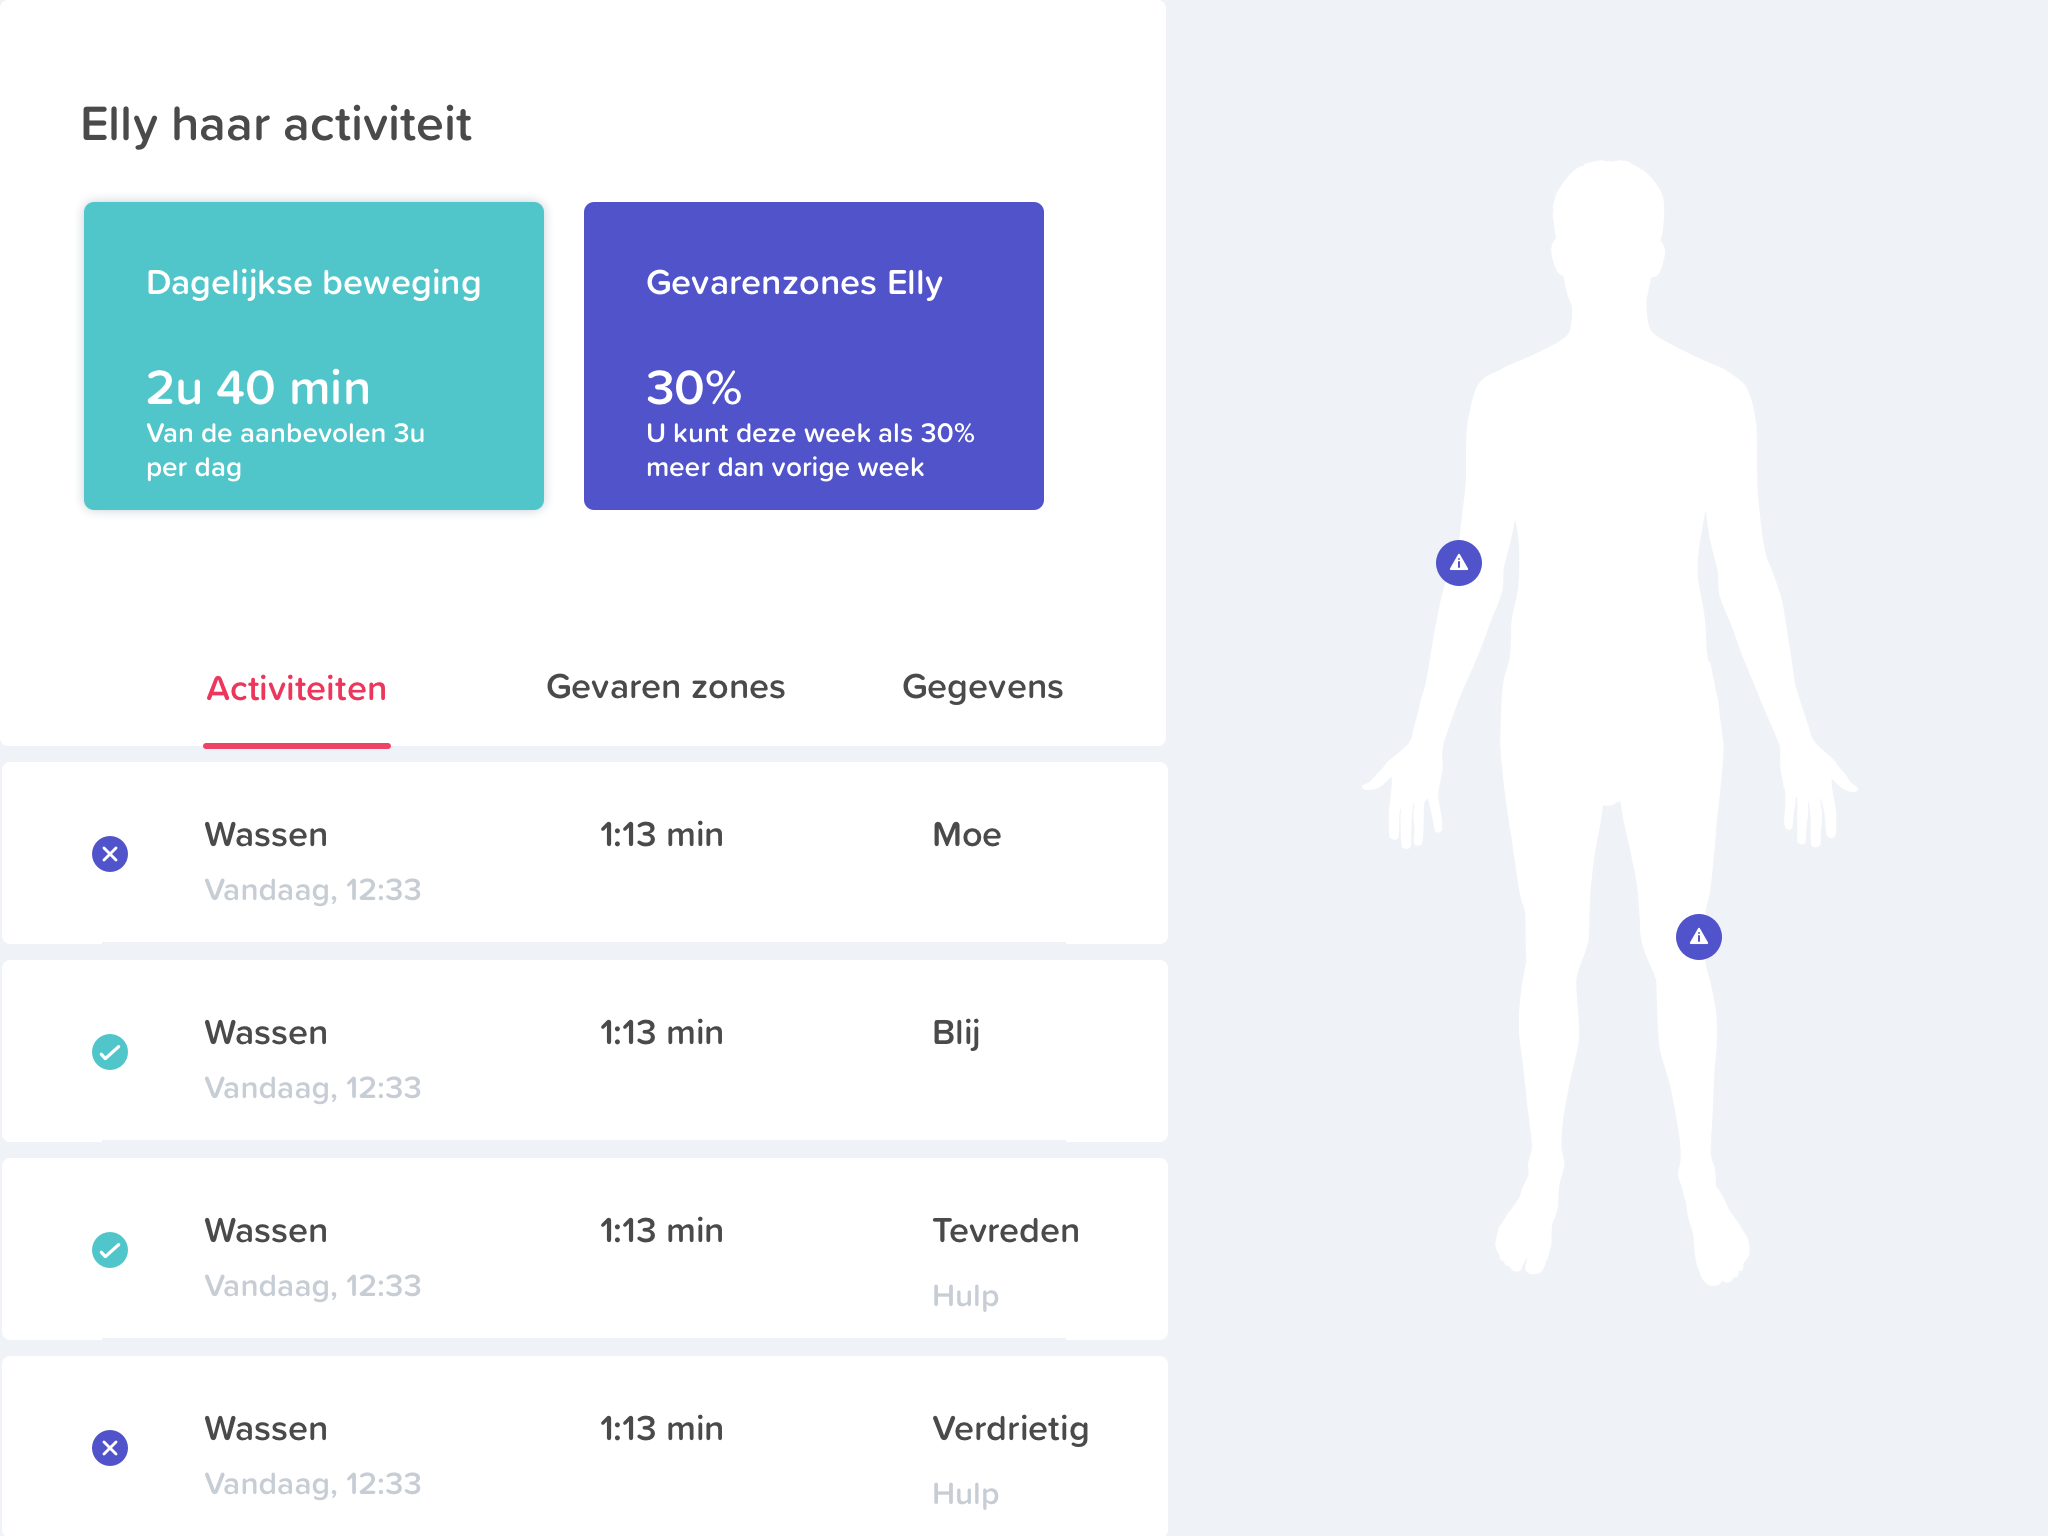 Elly haar activiteit
Dagelijkse beweging
2u 40 min
Van de aanbevolen 3u
per dag
Gevarenzones Elly
30%
U kunt deze week als 30%
meer dan vorige week
Activiteiten
Gevaren zones
Gegevens
Wassen
1:13 min
Moe
Vandaag, 12:33
Wassen
1:13 min
Blij
Vandaag, 12:33
Wassen
1:13 min
Tevreden
Vandaag, 12:33
Hulp
Wassen
1:13 min
Verdrietig
Vandaag, 12:33
Hulp